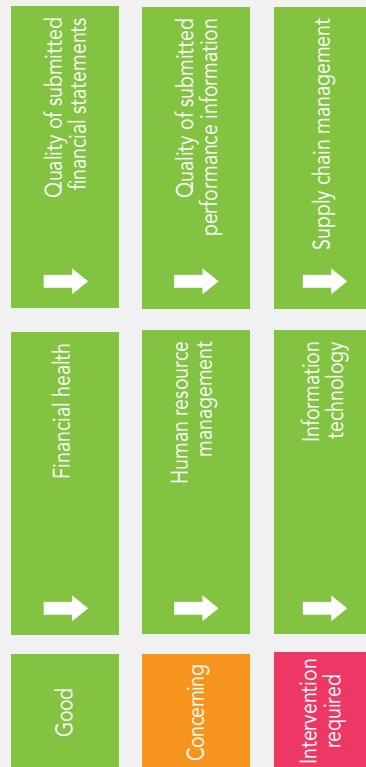 Good
Financial health
Quality of submitted
financial statements
Concerning
Human resource
management
Quality of submitted
performance information
Intervention
required
Information
technology
Supply chain management